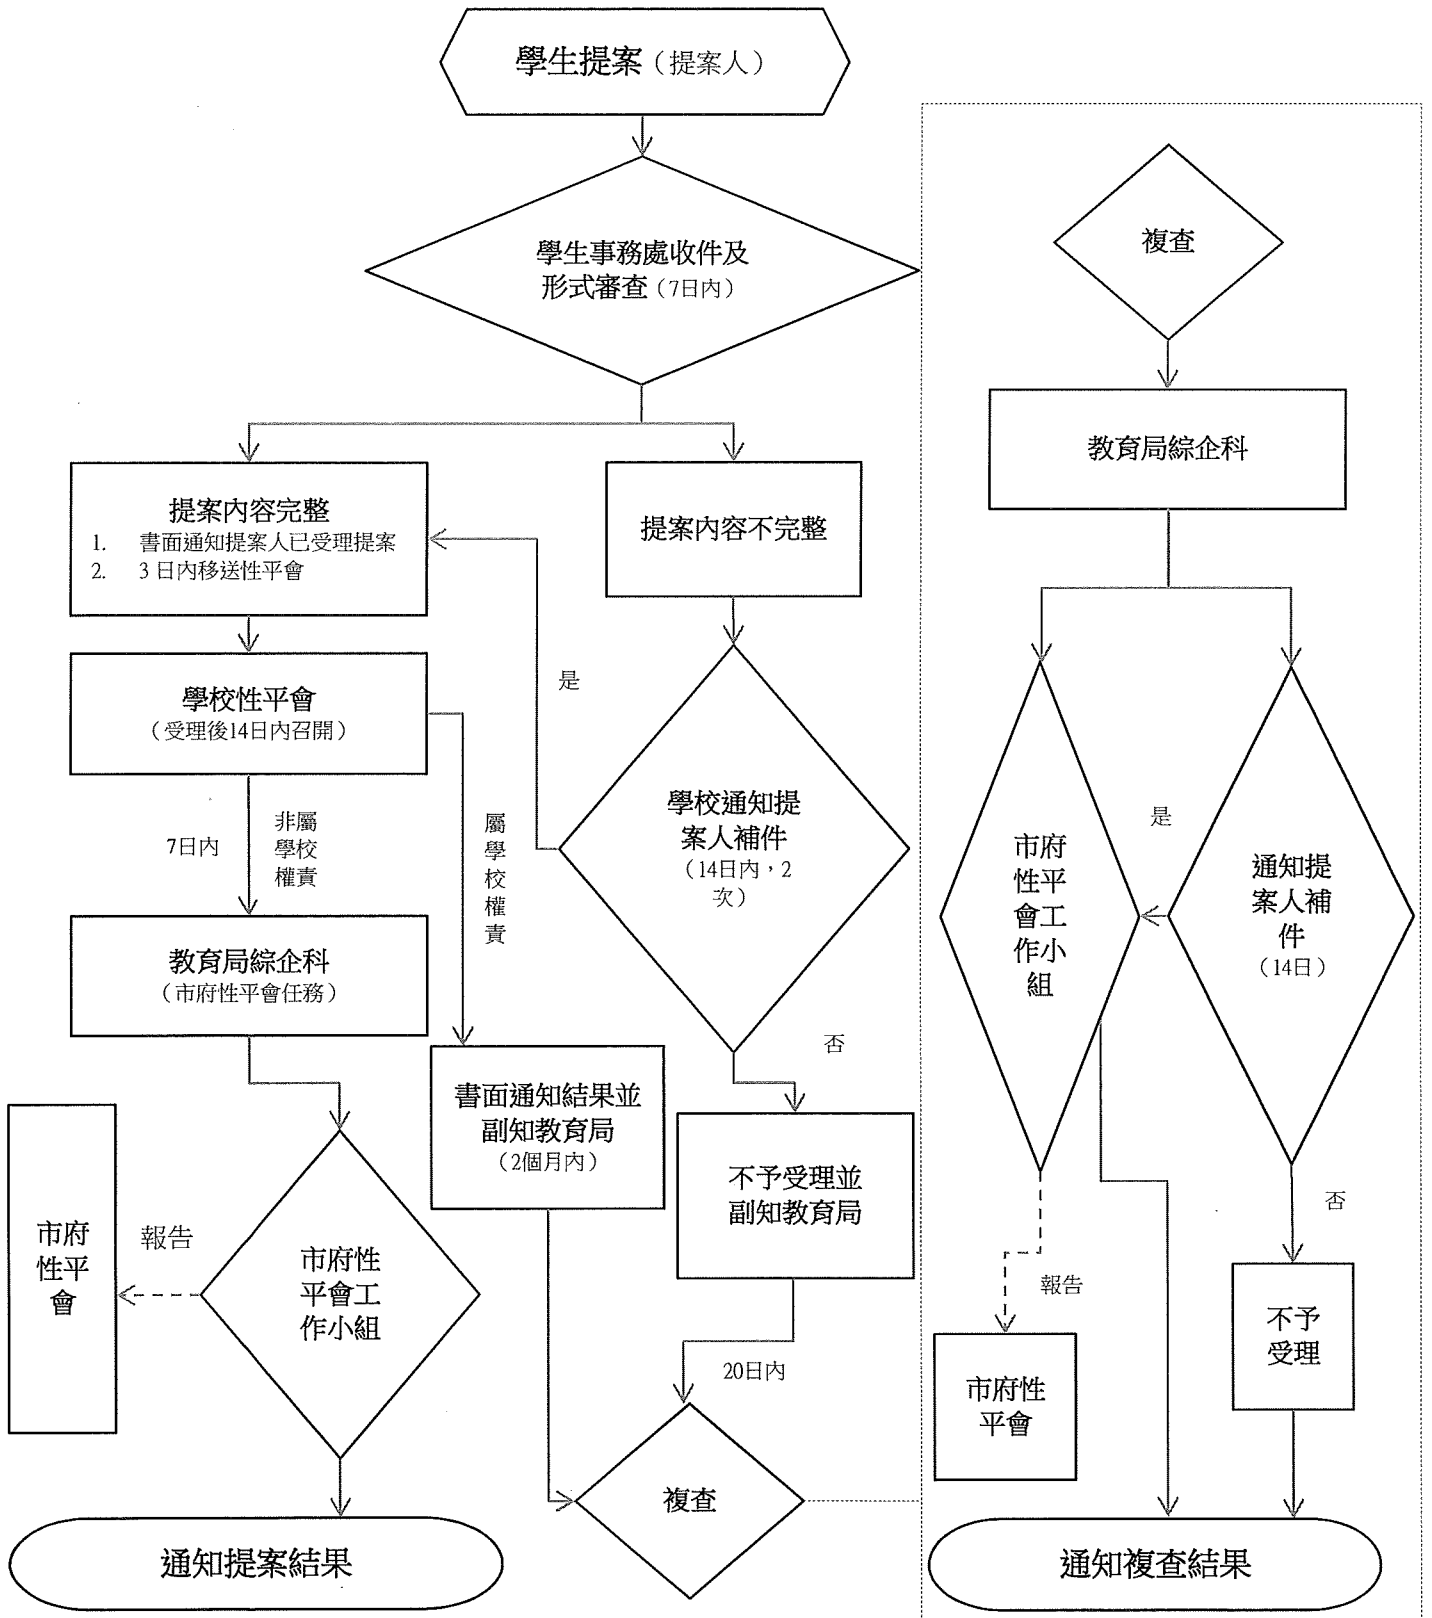 學生提案（提案人）
學生事務處收件及
形式審查（7日內）
提案內容完整
1. 書面通知提案人已受理提案
2. 3 日內移送性平會
提案內容不完整
是
學校性平會
（受理後14日內召開）
7日內
非屬
學校
權責
屬
學
校
權
責
學校通知提
案人補件
（14日內，2
次）
否
教育局綜企科
（市府性平會任務）
書面通知結果並
副知教育局
（2個月內）
不予受理並
副知教育局
市府
性平
會
報告
市府性
平會工
作小組
20日內
複查
通知提案結果
複查
教育局綜企科
市府
性平
會工
作小
組
是
通知提
案人補
件
（14日）
否
報告
市府性
平會
不予
受理
通知複查結果